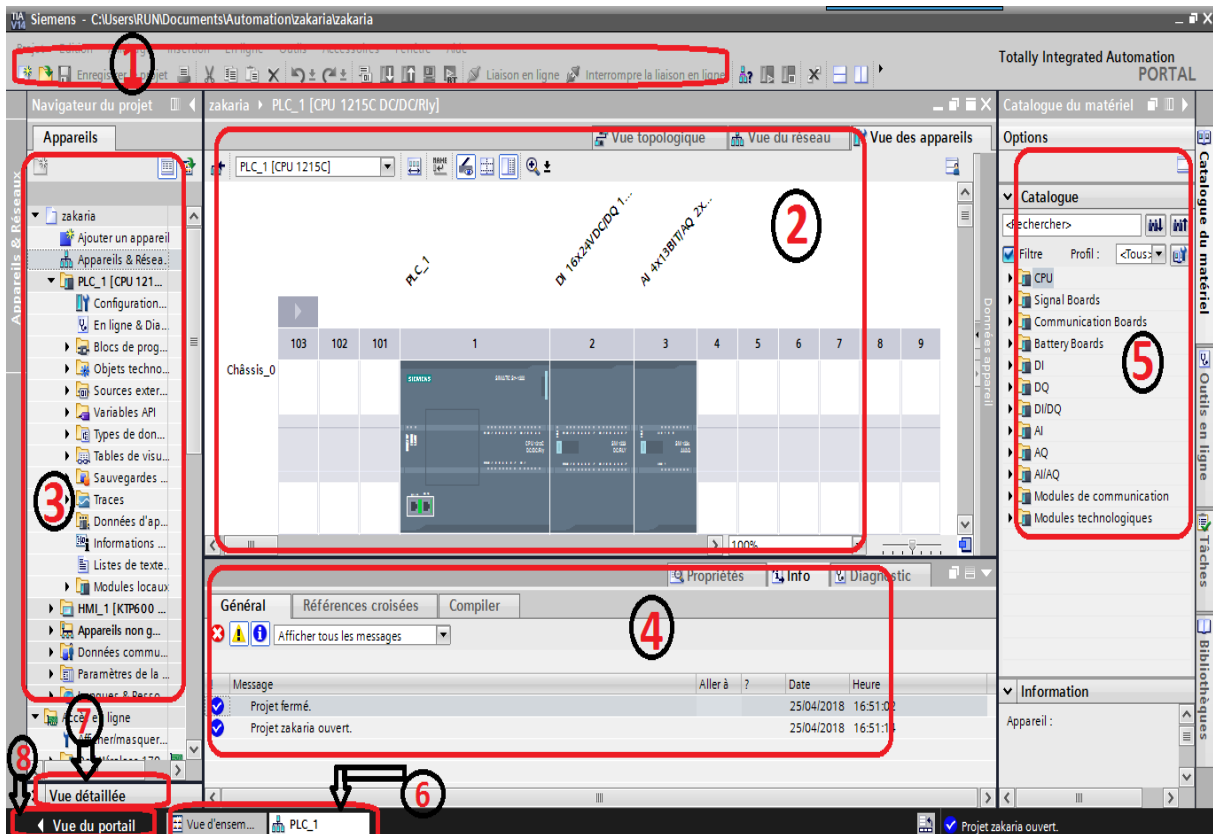 TIA V14 Siemens - C:\Users\RUN\Documents\Automation\zakaria\zakaria
Totally Integrated Automation
PORTAL
1
Enregistrer projet
Liaison en ligne
Interrompre la liaison en ligne
Navigateur du projet
Appareils
Appareils & Réseaux
zakaria
Ajouter un appareil
Appareils & Résea...
PLC_1 [CPU 121...
Configuration...
En ligne & Dia...
Blocs de prog...
Objets techno...
Sources exter...
Variables API
Types de don...
Tables de visu...
Sauvegardes ...
Traces
Données d'ap...
Informations ...
Listes de texte...
Modules locaux
HMI_1 [KTP600 ...
Appareils non g...
Données commu...
Paramètres de la ...
3
7
8
Vue détaillée
Vue du portail
zakaria ▸ PLC_1 [CPU 1215C DC/DC/Rly]
Vue topologique
Vue du réseau
Vue des appareils
PLC_1 [CPU 1215C]
2
PLC_1
DI 16x24VDC/DQ 1...
AI 4x13BIT/AQ 2x...
103 102 101 1 2 3 4 5 6 7 8 9
Châssis_0
SIEMENS
100%
Données appareil
Propriétés
Info
Diagnostic
Général
Références croisées
Compiler
Afficher tous les messages
4
! Message Aller à ? Date Heure
Projet fermé. 25/04/2018 16:51:02
Projet zakaria ouvert. 25/04/2018 16:51:14
6
Vue d'ensem...
PLC_1
Projet zakaria ouvert.
Catalogue du matériel
Options
Catalogue
<Rechercher>
Filtre Profil : <Tous>
CPU
Signal Boards
Communication Boards
Battery Boards
DI
DQ
DI/DQ
AI
AQ
AI/AQ
Modules de communication
Modules technologiques
5
Information
Appareil :
Catalogue du matériel
Outils en ligne
Tâches
Bibliothèques